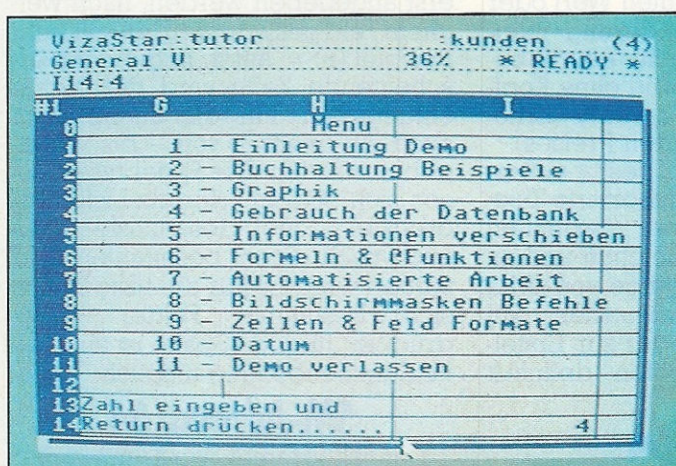 VizaStar:tutor :kunden (4)
General V 36% * READY *
I14:4
#1 G H I
0 Menu
1 1 - Einleitung Demo
2 2 - Buchhaltung Beispiele
3 3 - Graphik
4 4 - Gebrauch der Datenbank
5 5 - Informationen verschieben
6 6 - Formeln & @Funktionen
7 7 - Automatisierte Arbeit
8 8 - Bildschirmmasken Befehle
9 9 - Zellen & Feld Formate
10 10 - Datum
11 11 - Demo verlassen
12
13 Zahl eingeben und
14 Return drücken...... 4